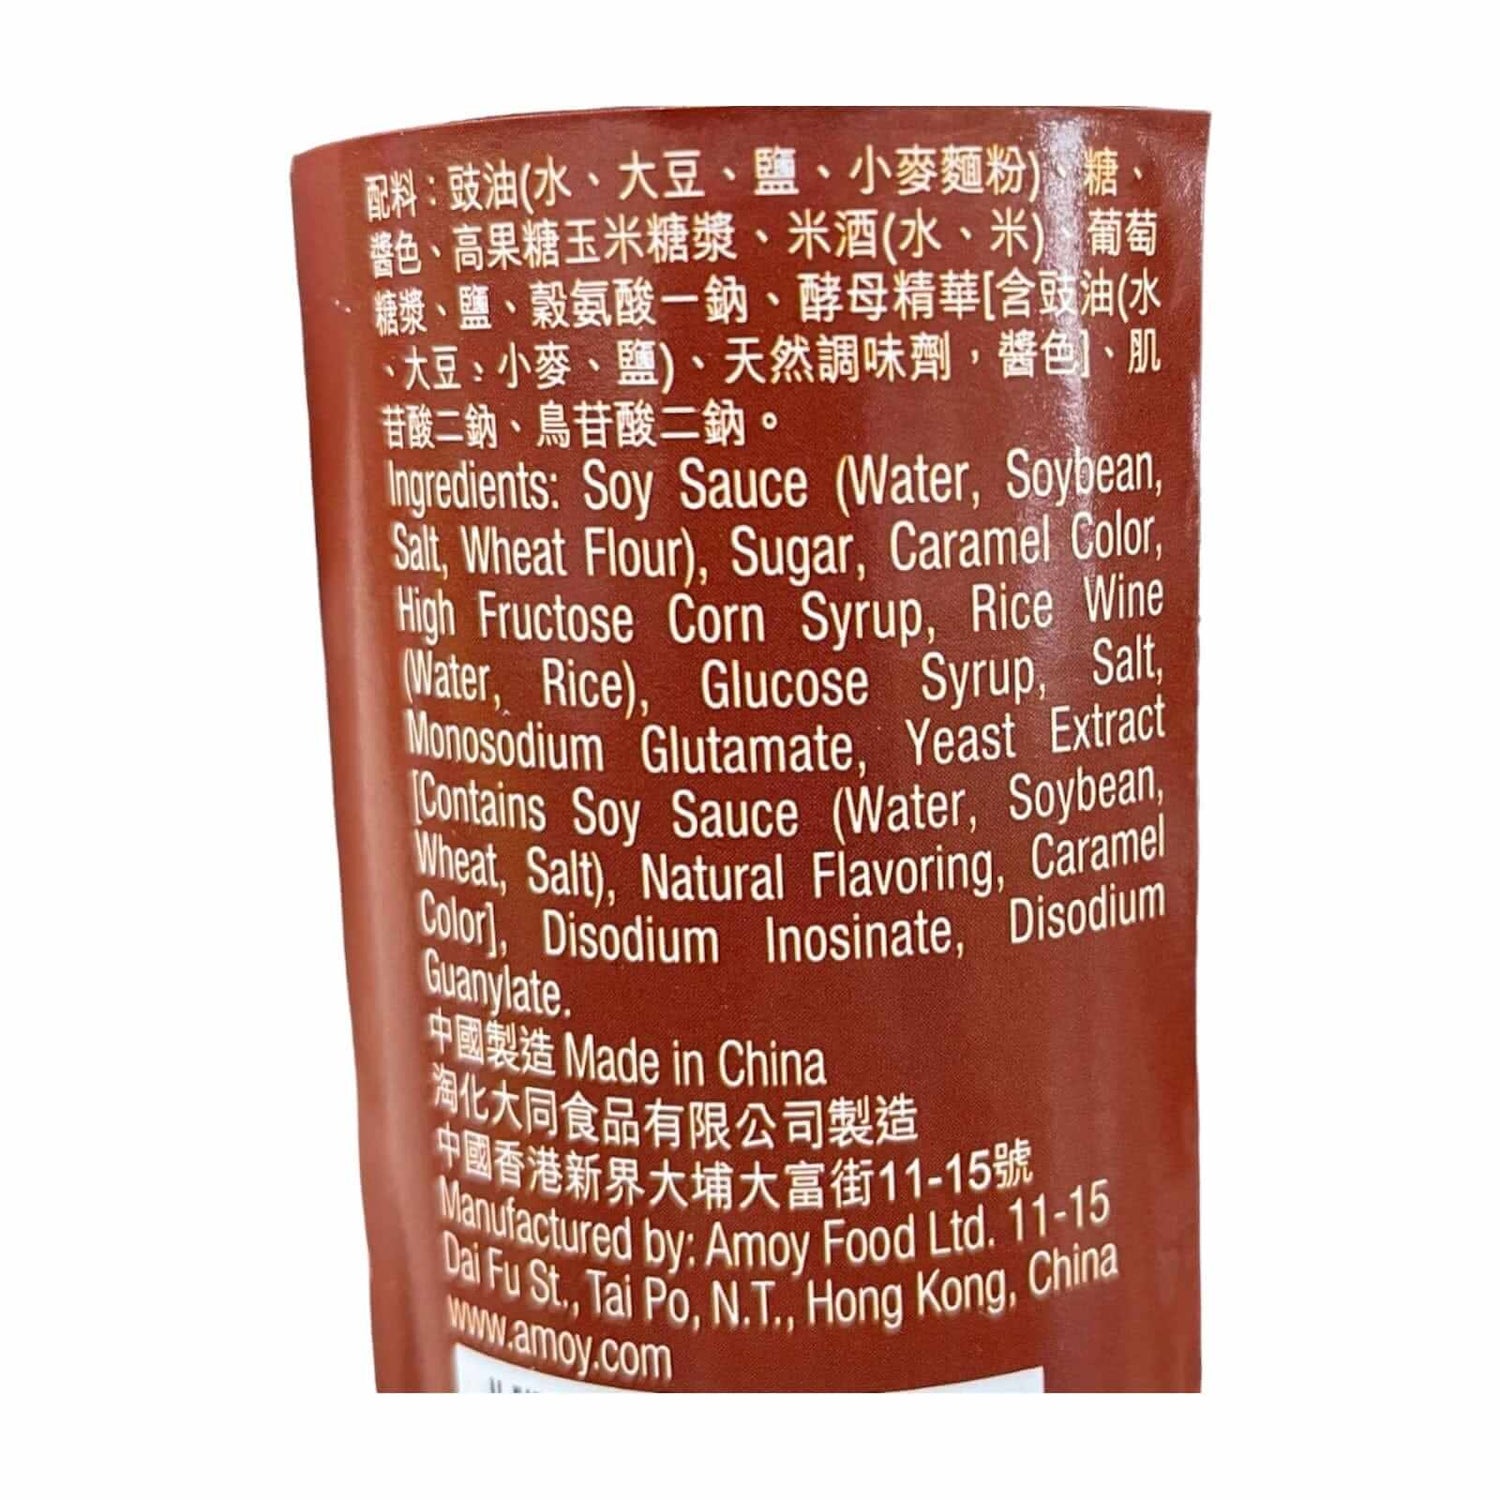 配料：豉油(水、大豆、鹽、小麥麵粉)、糖、
醬色、高果糖玉米糖漿、米酒(水、米)、葡萄
糖漿、鹽、穀氨酸一鈉、酵母精華[含豉油(水
、大豆、小麥、鹽)、天然調味劑，醬色]、肌
苷酸二鈉、鳥苷酸二鈉。
Ingredients: Soy Sauce (Water, Soybean,
Salt, Wheat Flour), Sugar, Caramel Color,
High Fructose Corn Syrup, Rice Wine
(Water, Rice), Glucose Syrup, Salt,
Monosodium Glutamate, Yeast Extract
[Contains Soy Sauce (Water, Soybean,
Wheat, Salt), Natural Flavoring, Caramel
Color], Disodium Inosinate, Disodium
Guanylate.
中國製造 Made in China
淘化大同食品有限公司製造
中國香港新界大埔大富街11-15號
Manufactured by: Amoy Food Ltd. 11-15
Dai Fu St., Tai Po, N.T., Hong Kong, China
www.amoy.com